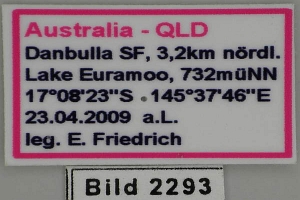 Australia - QLD
Danbulla SF, 3,2km nördl.
Lake Euramoo, 732müNN
17°08'23"S 145°37'46"E
23.04.2009 a.L.
leg. E. Friedrich
Bild 2293